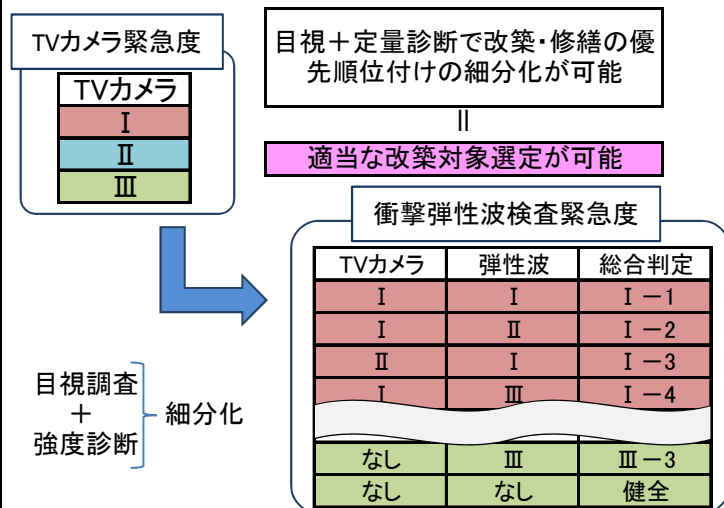 TVカメラ緊急度
TVカメラ
Ⅰ
Ⅱ
Ⅲ
目視＋定量診断で改築・修繕の優
先順位付けの細分化が可能
＝
適当な改築対象選定が可能
衝撃弾性波検査緊急度
TVカメラ 弾性波 総合判定
Ⅰ Ⅰ Ⅰ－1
Ⅰ Ⅱ Ⅰ－2
Ⅱ Ⅰ Ⅰ－3
Ⅰ Ⅲ Ⅰ－4
なし Ⅲ Ⅲ－3
なし なし 健全
目視調査
＋
強度診断
細分化